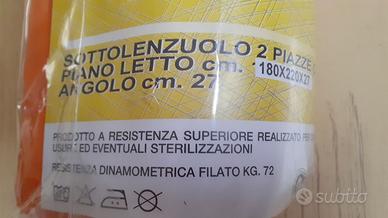 SOTTOLENZUOLO 2 PIAZZE
PIANO LETTO cm. 180X220X27
ANGOLO cm. 27
PRODOTTO A RESISTENZA SUPERIORE REALIZZATO PER
USURE ED EVENTUALI STERILIZZAZIONI
RESISTENZA DINAMOMETRICA FILATO KG. 72
subito